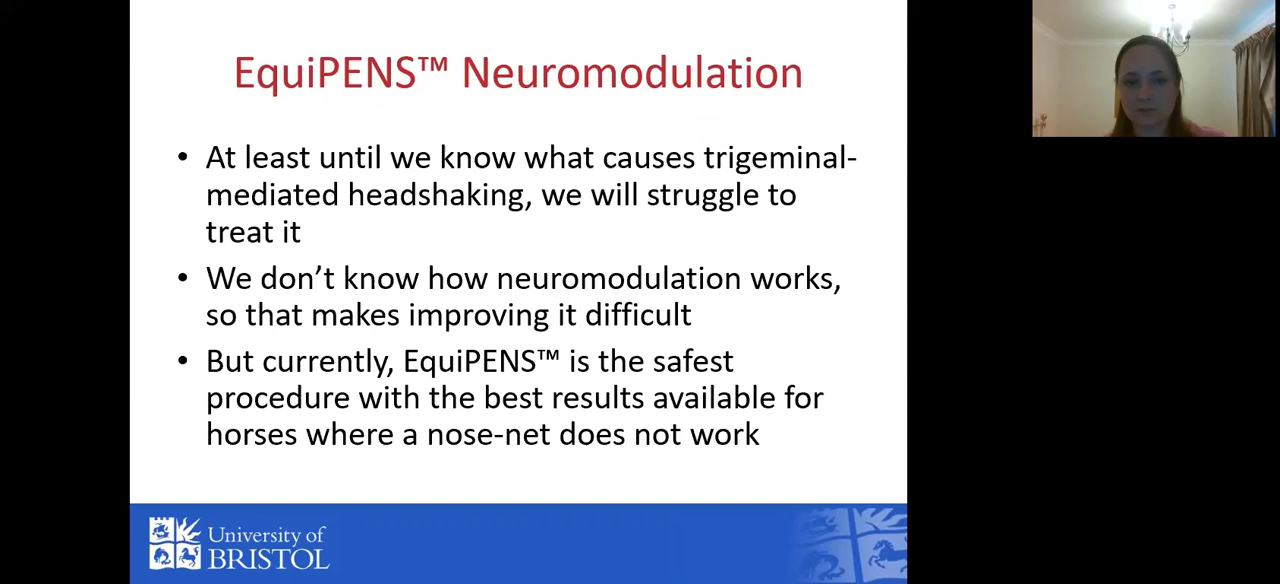 EquiPENS™ Neuromodulation
• At least until we know what causes trigeminal-
mediated headshaking, we will struggle to
treat it
• We don’t know how neuromodulation works,
so that makes improving it difficult
• But currently, EquiPENS™ is the safest
procedure with the best results available for
horses where a nose-net does not work
University of
BRISTOL